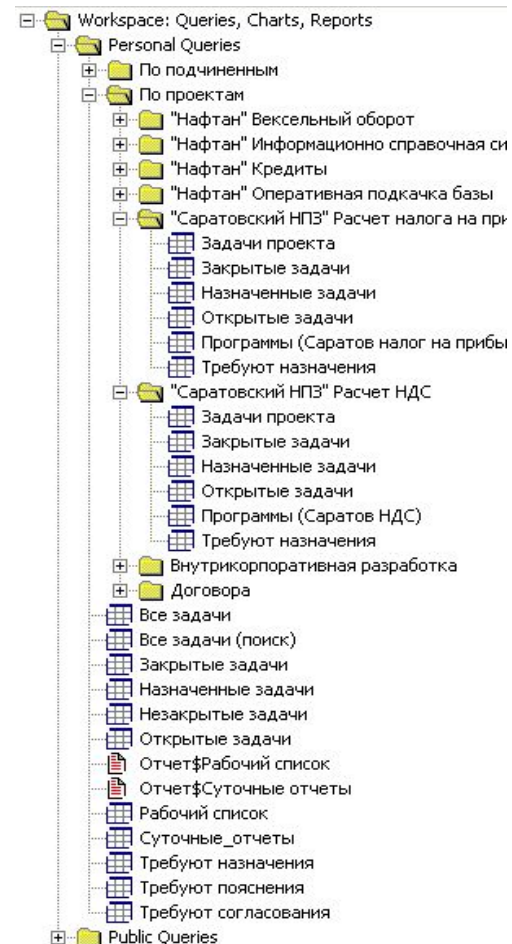 Workspace: Queries, Charts, Reports
Personal Queries
По подчиненным
По проектам
"Нафтан" Вексельный оборот
"Нафтан" Информационно справочная си
"Нафтан" Кредиты
"Нафтан" Оперативная подкачка базы
"Саратовский НПЗ" Расчет налога на при
Задачи проекта
Закрытые задачи
Назначенные задачи
Открытые задачи
Программы (Саратов налог на прибы
Требуют назначения
"Саратовский НПЗ" Расчет НДС
Задачи проекта
Закрытые задачи
Назначенные задачи
Открытые задачи
Программы (Саратов НДС)
Требуют назначения
Внутрикорпоративная разработка
Договора
Все задачи
Все задачи (поиск)
Закрытые задачи
Назначенные задачи
Незакрытые задачи
Открытые задачи
Отчет$Рабочий список
Отчет$Суточные отчеты
Рабочий список
Суточные_отчеты
Требуют назначения
Требуют пояснения
Требуют согласования
Public Queries